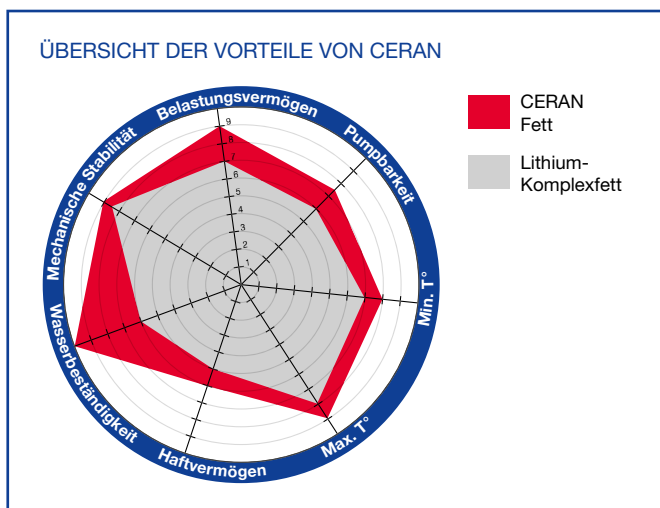 ÜBERSICHT DER VORTEILE VON CERAN
Belastungsvermögen
Pumpbarkeit
Min. T°
Max. T°
Haftvermögen
Wasserbeständigkeit
Mechanische Stabilität
9
8
7
6
5
4
3
2
1
CERAN
Fett
Lithium-
Komplexfett